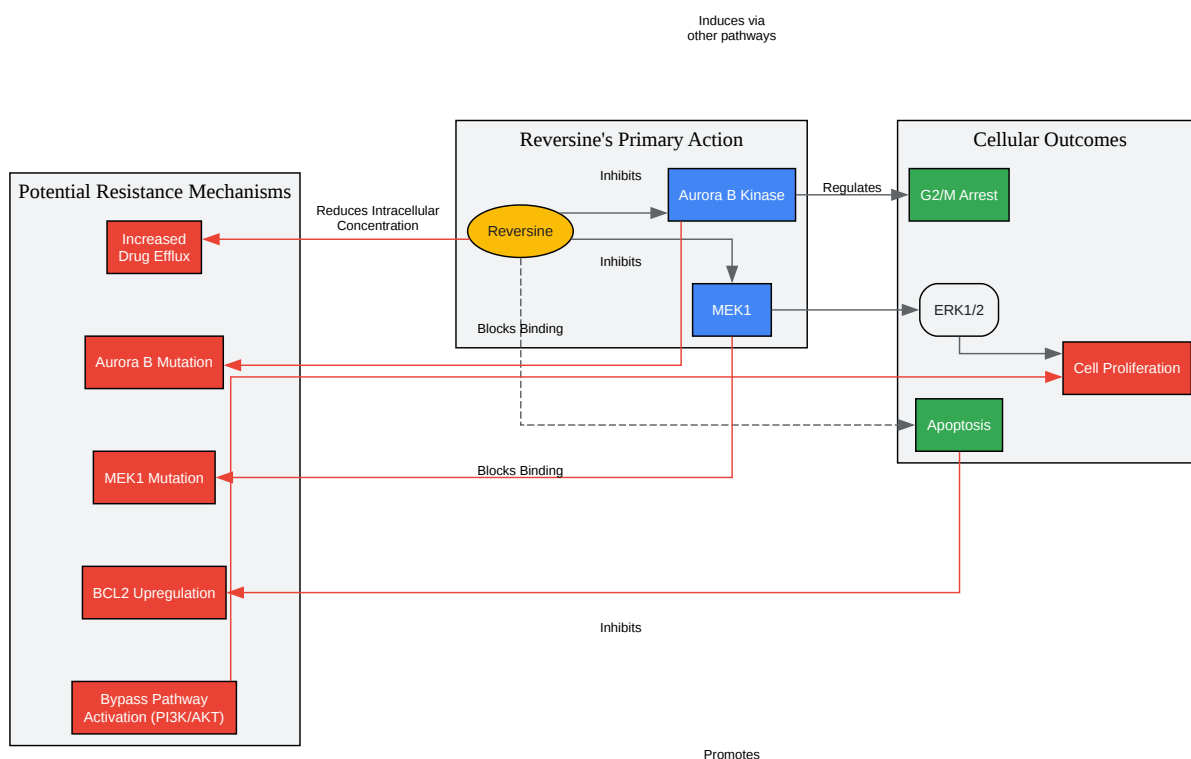 Induces via
other pathways
Reversine's Primary Action
Cellular Outcomes
Potential Resistance Mechanisms
Inhibits
Aurora B Kinase
Regulates
G2/M Arrest
Reduces Intracellular
Concentration
Increased
Drug Efflux
Reversine
Inhibits
MEK1
ERK1/2
Blocks Binding
Aurora B Mutation
Cell Proliferation
Apoptosis
MEK1 Mutation
Blocks Binding
BCL2 Upregulation
Inhibits
Bypass Pathway
Activation (PI3K/AKT)
Promotes